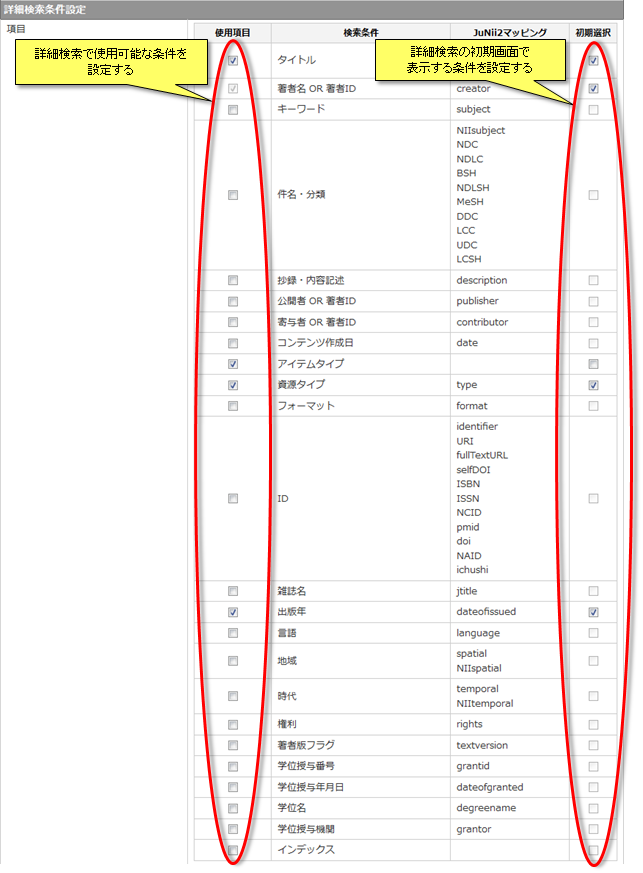 詳細検索条件設定
項目
使用項目 検索条件 JuNii2マッピング 初期選択
詳細検索で使用可能な条件を
設定する
詳細検索の初期画面で
表示する条件を設定する
タイトル
著者名 OR 著者ID creator
キーワード subject
件名・分類
NIIsubject
NDC
NDLC
BSH
NDLSH
MeSH
DDC
LCC
UDC
LCSH
抄録・内容記述 description
公開者 OR 著者ID publisher
寄与者 OR 著者ID contributor
コンテンツ作成日 date
アイテムタイプ
資源タイプ type
フォーマット format
ID
identifier
URI
fullTextURL
selfDOI
ISBN
ISSN
NCID
pmid
doi
NAID
ichushi
雑誌名 jtitle
出版年 dateofissued
言語 language
地域
spatial
NIIspatial
時代
temporal
NIItemporal
権利 rights
著者版フラグ textversion
学位授与番号 grantid
学位授与年月日 dateofgranted
学位名 degreename
学位授与機関 grantor
インデックス